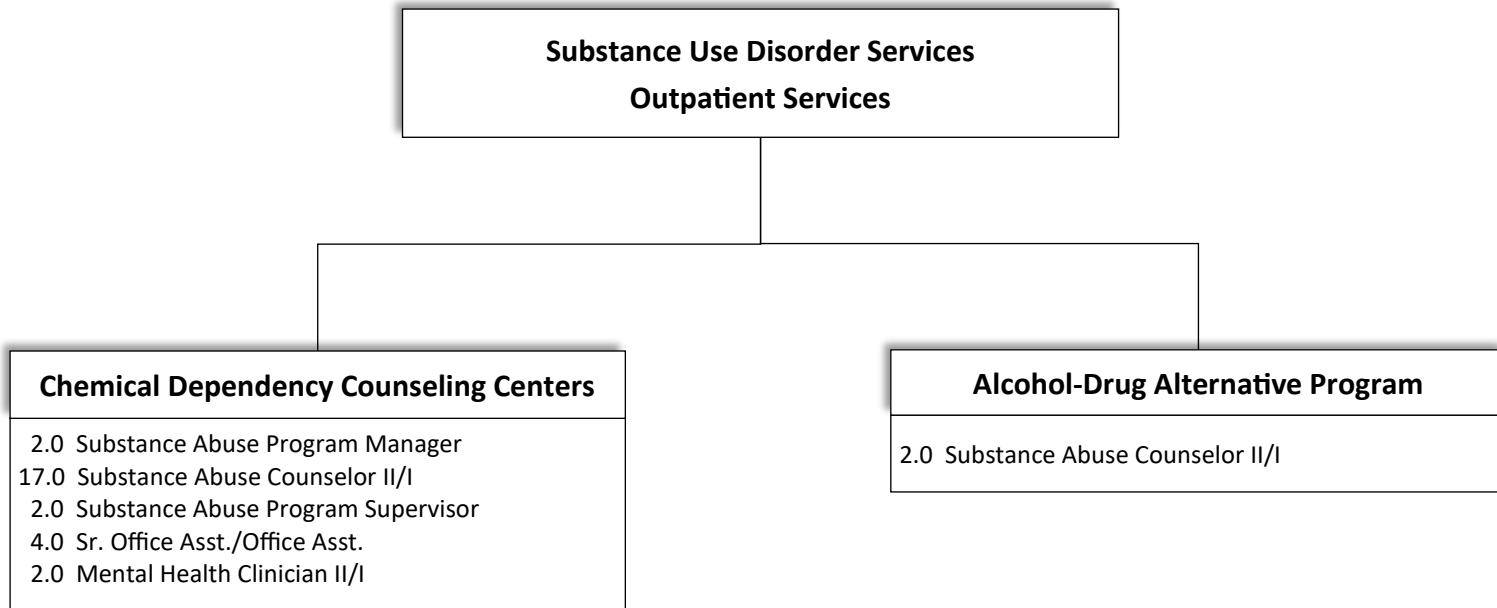 Substance Use Disorder Services
Outpatient Services
Chemical Dependency Counseling Centers
2.0 Substance Abuse Program Manager
17.0 Substance Abuse Counselor II/I
2.0 Substance Abuse Program Supervisor
4.0 Sr. Office Asst./Office Asst.
2.0 Mental Health Clinician II/I
Alcohol-Drug Alternative Program
2.0 Substance Abuse Counselor II/I